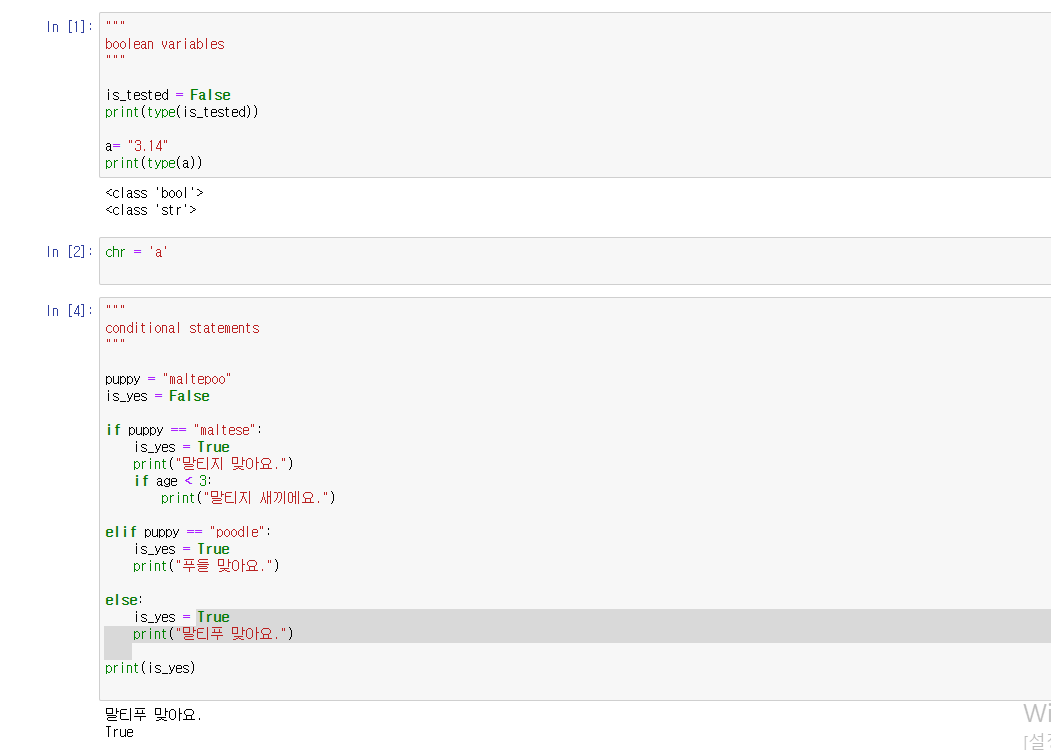 In [1]:
"""
boolean variables
"""
is_tested = False
print(type(is_tested))
a= "3.14"
print(type(a))
<class 'bool'>
<class 'str'>
In [2]:
chr = 'a'
In [4]:
"""
conditional statements
"""
puppy = "maltepoo"
is_yes = False
if puppy == "maltese":
    is_yes = True
    print("말티지 맞아요.")
    if age < 3:
        print("말티지 새끼에요.")
elif puppy == "poodle":
    is_yes = True
    print("푸들 맞아요.")
else:
    is_yes = True
    print("말티푸 맞아요.")
print(is_yes)
말티푸 맞아요.
True